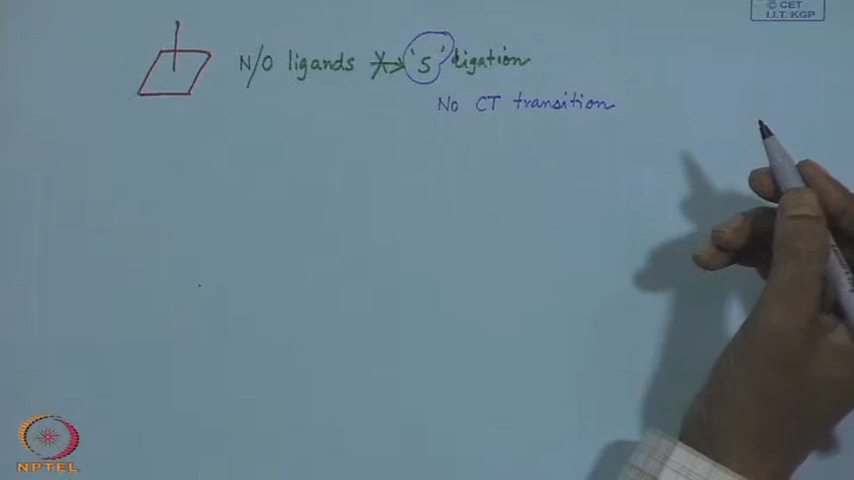 © CET
I.I.T. KGP
N/O ligands 'S' ligation
No CT transition
NPTEL